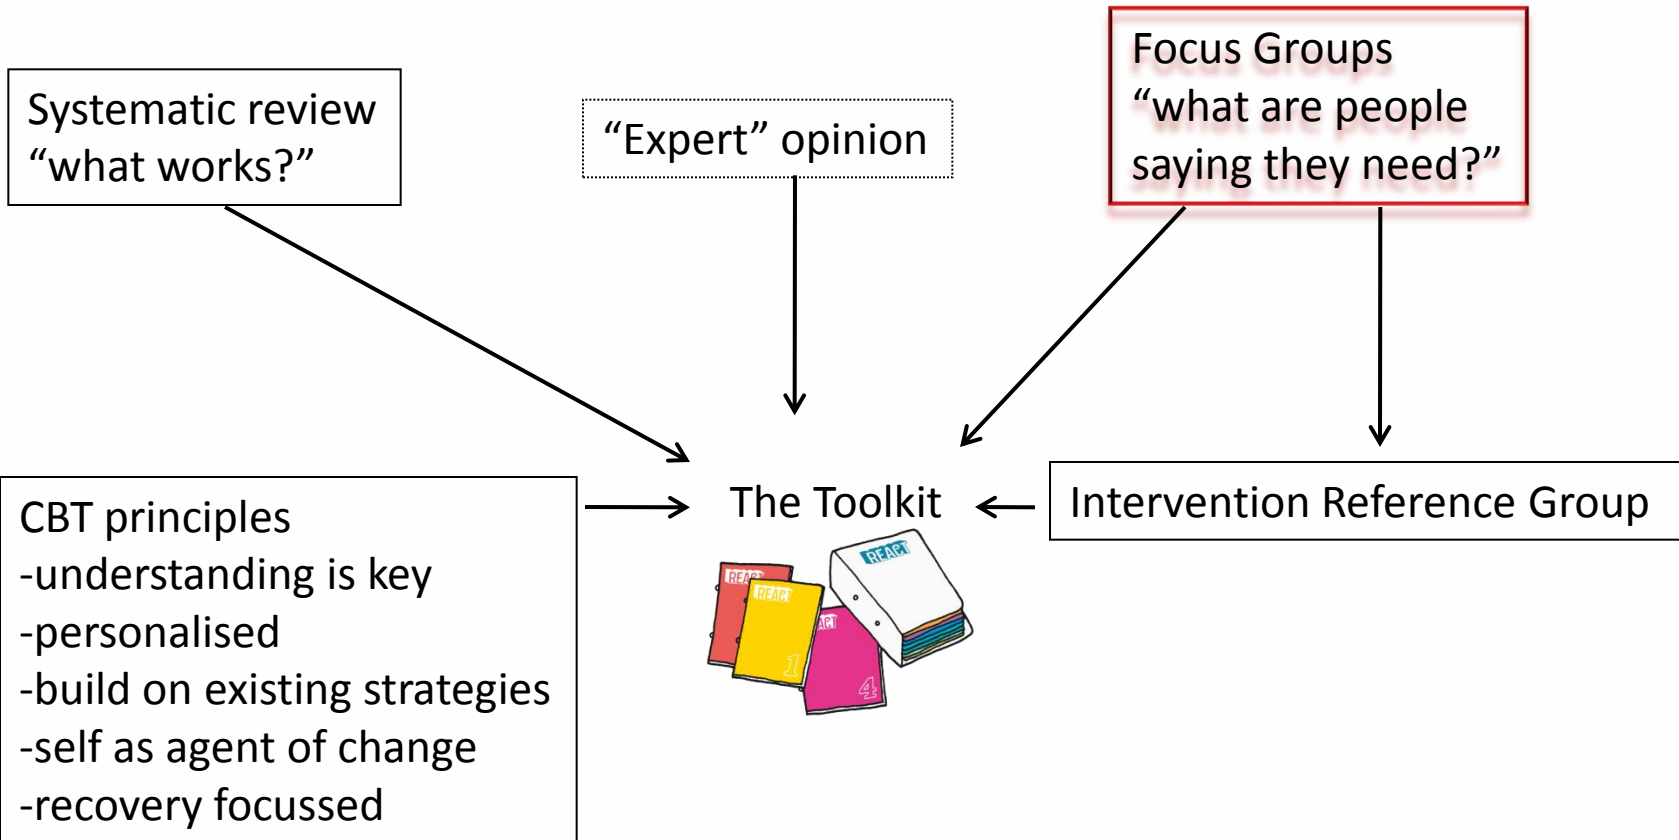 Systematic review
“what works?”
“Expert” opinion
Focus Groups
“what are people
saying they need?”
CBT principles
-understanding is key
-personalised
-build on existing strategies
-self as agent of change
-recovery focussed
The Toolkit
REACT
REACT
1
ACT
4
REACT
Intervention Reference Group